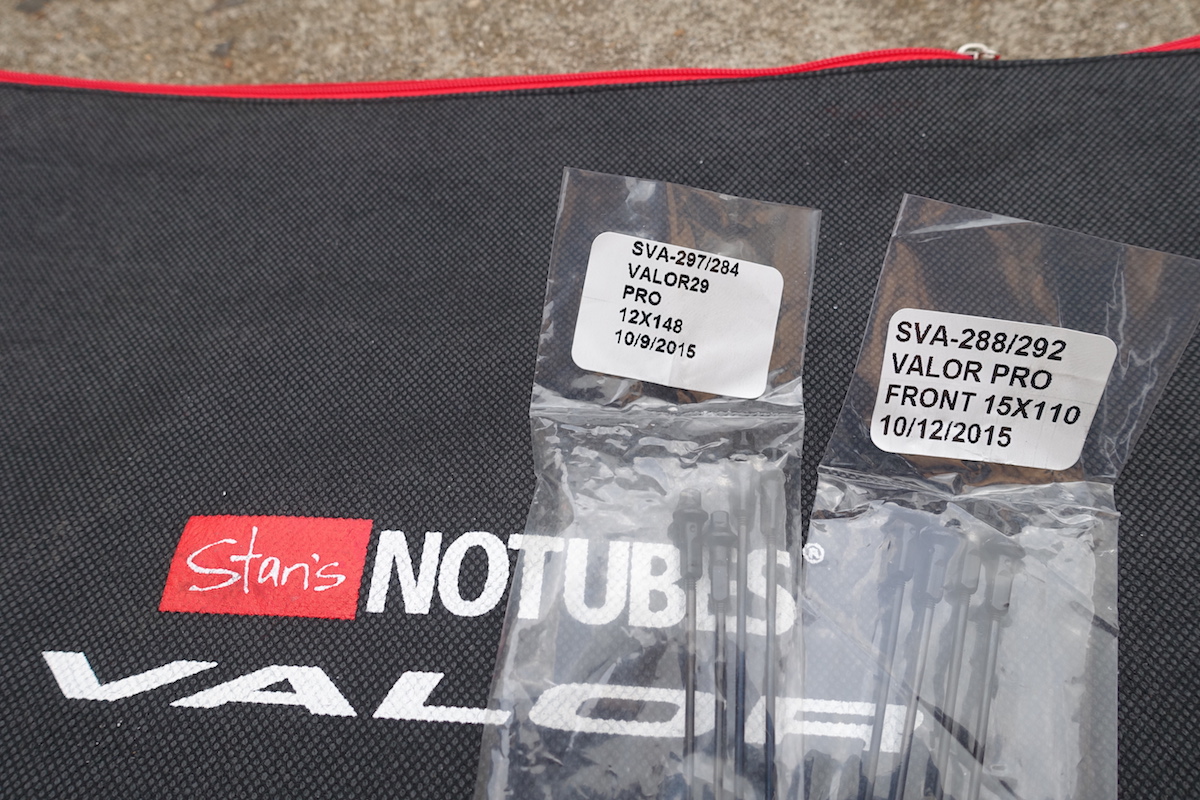 SVA-297/284
VALOR29
PRO
12X148
10/9/2015
SVA-288/292
VALOR PRO
FRONT 15X110
10/12/2015
Stan's NOTUBES®
VALOR